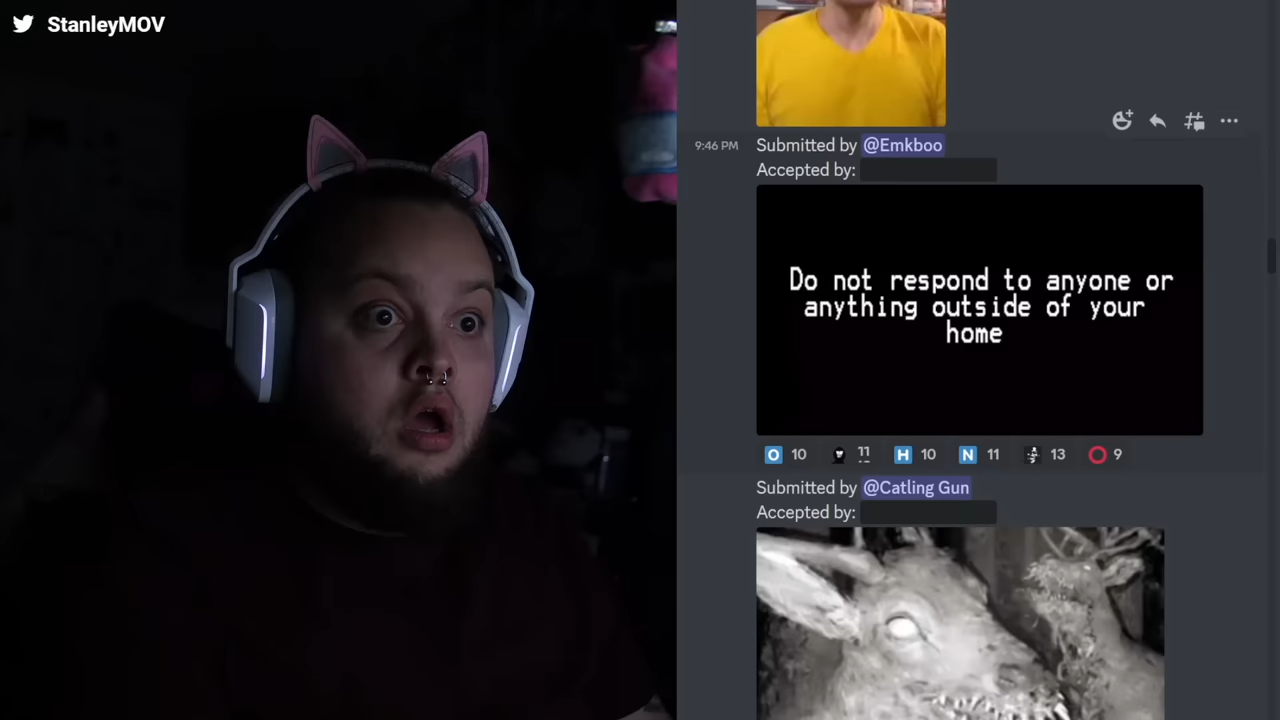 StanleyMOV
9:46 PM
Submitted by @Emkboo
Accepted by:
Do not respond to anyone or
anything outside of your
home
O 10 11 H 10 N 11 13 9
Submitted by @Catling Gun
Accepted by: